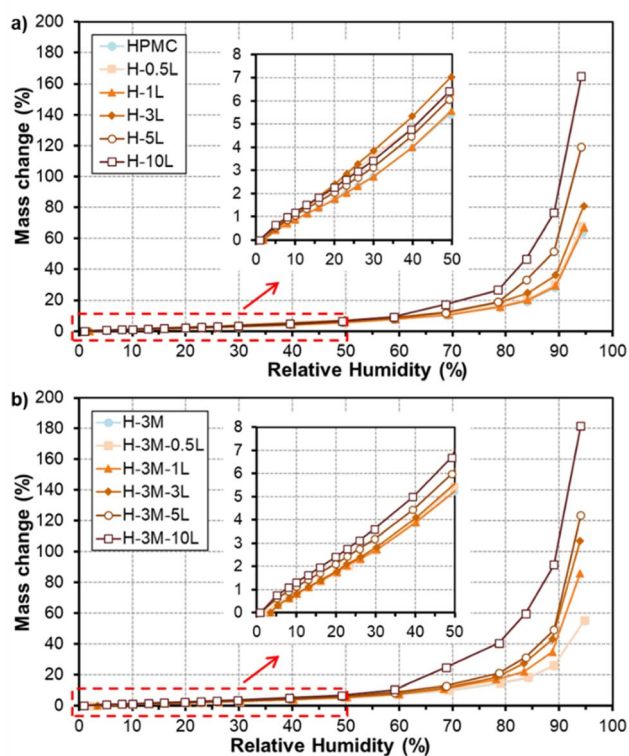 a)
200
180
160
140
120
100
80
60
40
20
0
Mass change (%)
HPMC
H-0.5L
H-1L
H-3L
H-5L
H-10L
8
7
6
5
4
3
2
1
0
0 10 20 30 40 50
0 10 20 30 40 50 60 70 80 90 100
Relative Humidity (%)
b)
200
180
160
140
120
100
80
60
40
20
0
Mass change (%)
H-3M
H-3M-0.5L
H-3M-1L
H-3M-3L
H-3M-5L
H-3M-10L
8
7
6
5
4
3
2
1
0
0 10 20 30 40 50
0 10 20 30 40 50 60 70 80 90 100
Relative Humidity (%)